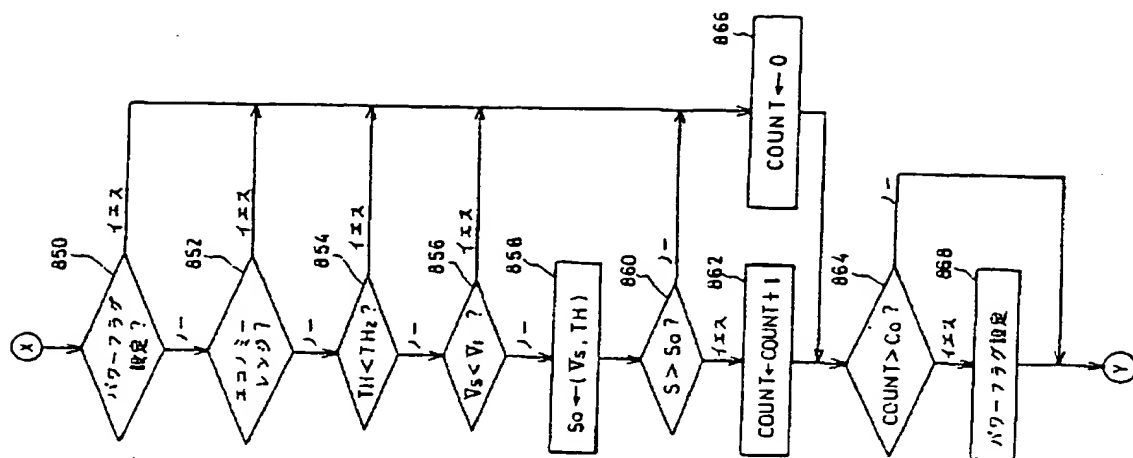 X
850
パワーフラグ
設定?
イエス
ノー
852
エコノミー
レンジ?
イエス
ノー
854
TH<TH₂?
イエス
ノー
856
Vs<V₁?
イエス
ノー
858
So←(Vs,TH)
860
S>So?
ノー
イエス
862
COUNT←COUNT+1
866
COUNT←0
864
COUNT>Co?
ノー
イエス
868
パワーフラグ設定
Y